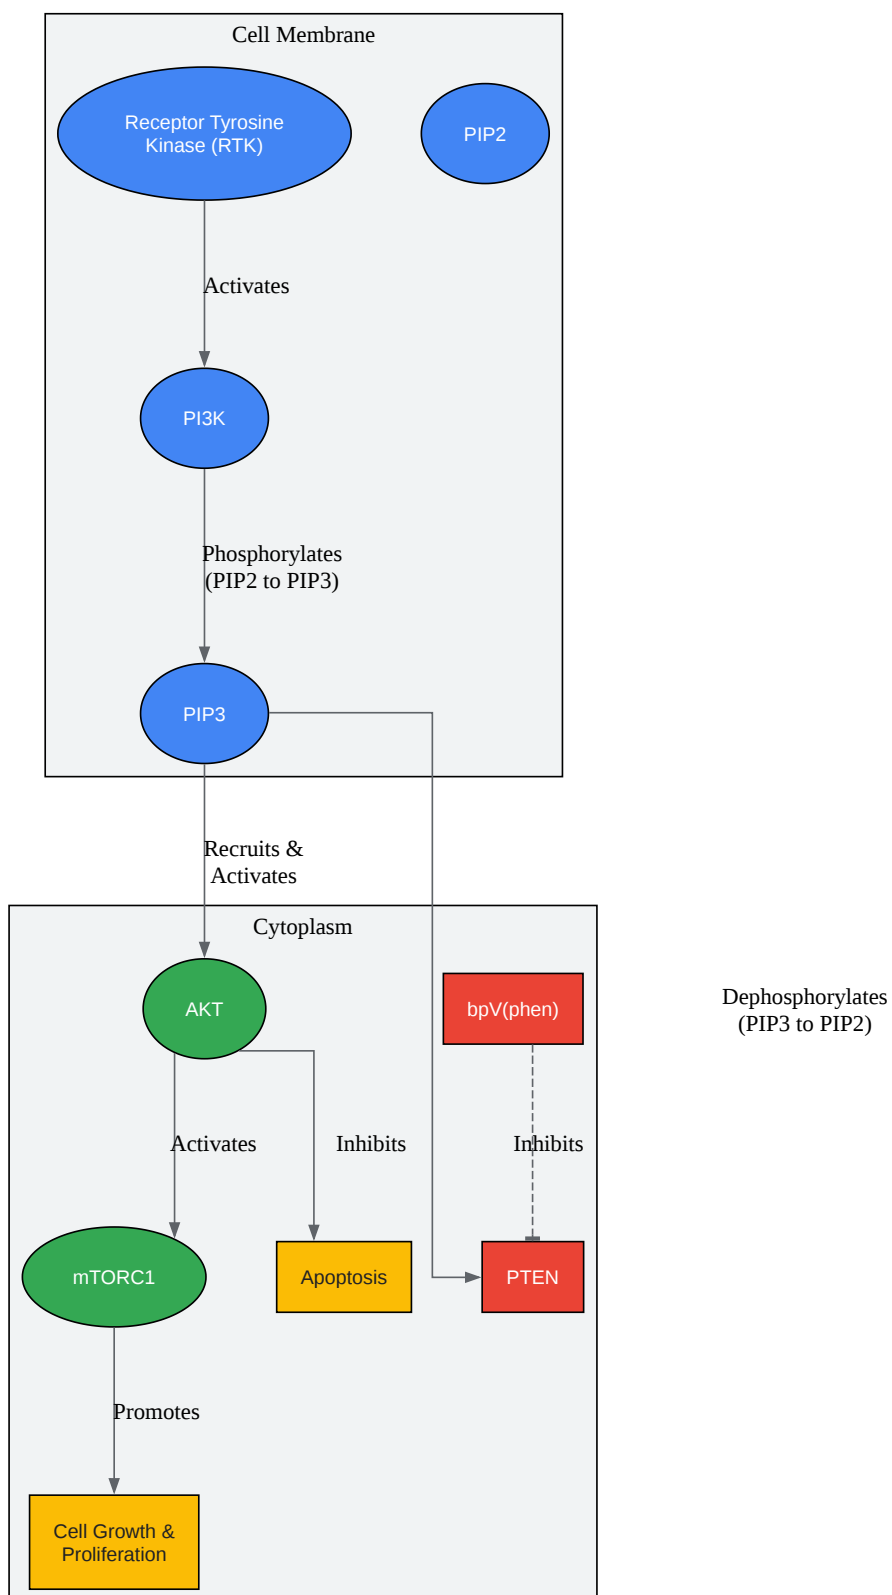 Cell Membrane
Receptor Tyrosine
Kinase (RTK)
PIP2
Activates
PI3K
Phosphorylates
(PIP2 to PIP3)
PIP3
Recruits &
Activates
Cytoplasm
AKT
bpV(phen)
Dephosphorylates
(PIP3 to PIP2)
Activates
Inhibits
Inhibits
mTORC1
Apoptosis
PTEN
Promotes
Cell Growth &
Proliferation